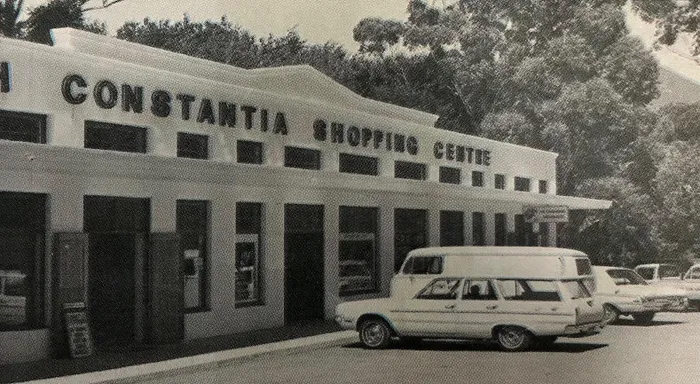 H CONSTANTIA SHOPPING CENTRE